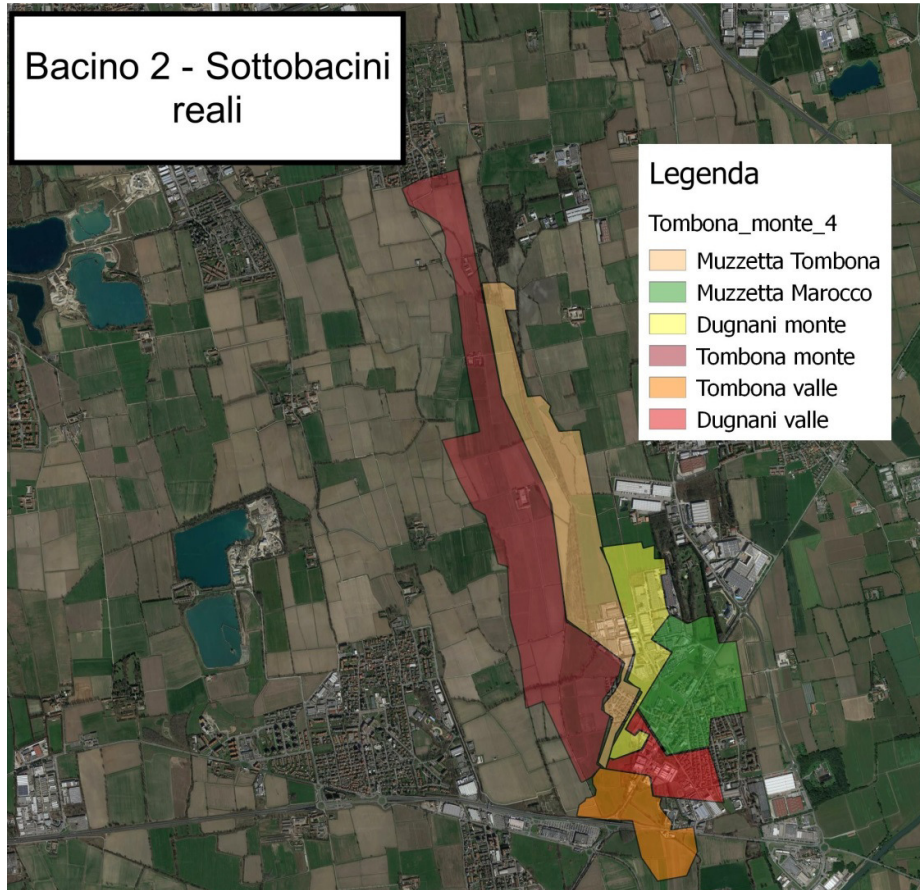 Bacino 2 - Sottobacini
reali
Legenda
Tombona_monte_4
Muzzetta Tombona
Muzzetta Marocco
Dugnani monte
Tombona monte
Tombona valle
Dugnani valle